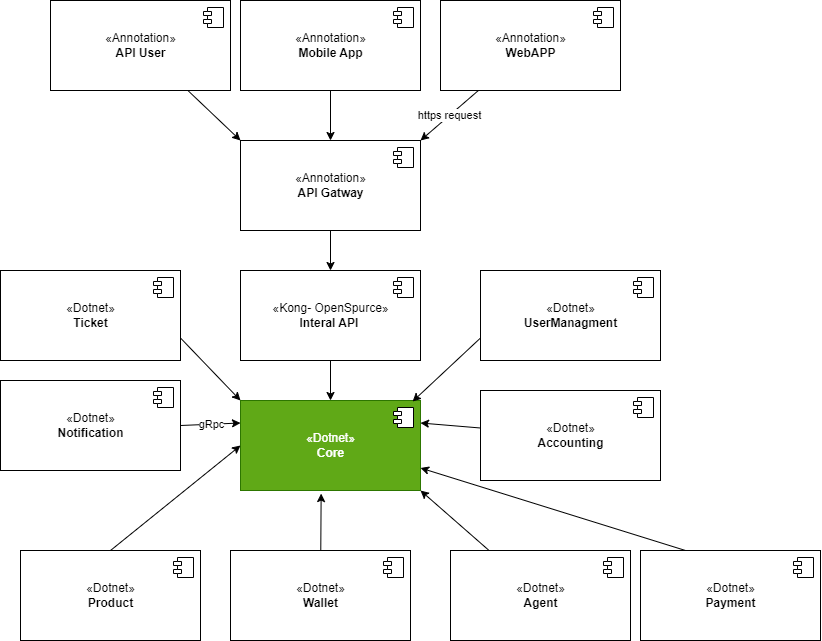 «Annotation»
API User
«Annotation»
Mobile App
«Annotation»
WebAPP
https request
«Annotation»
API Gatway
«Dotnet»
Ticket
«Kong- OpenSpurce»
Interal API
«Dotnet»
UserManagment
«Dotnet»
Notification
gRpc
«Dotnet»
Core
«Dotnet»
Accounting
«Dotnet»
Product
«Dotnet»
Wallet
«Dotnet»
Agent
«Dotnet»
Payment